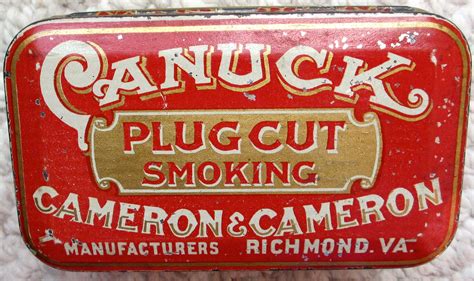 CANUCK
PLUG CUT
SMOKING
CAMERON & CAMERON
MANUFACTURERS RICHMOND. VA